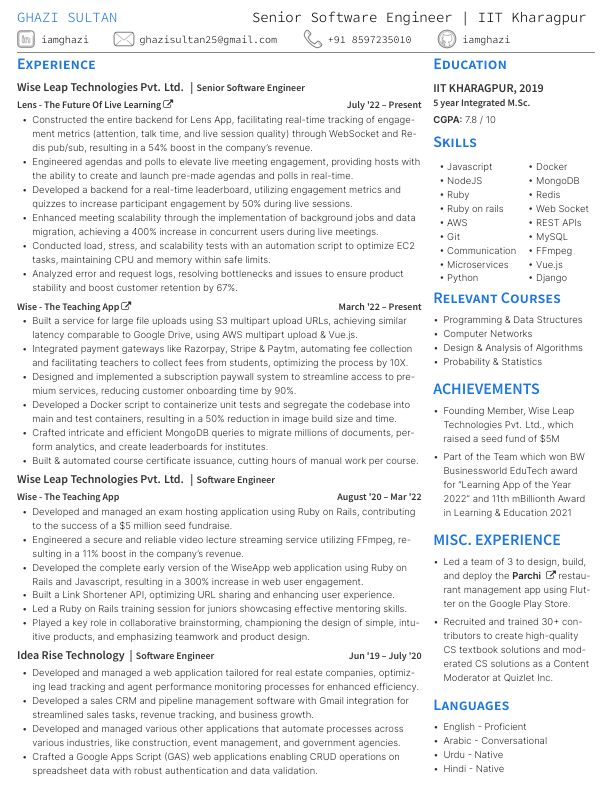 GHAZI SULTAN
Senior Software Engineer | IIT Kharagpur
iamghazi
ghazisultan25@gmail.com
+91 8597235010
iamghazi
EXPERIENCE
Wise Leap Technologies Pvt. Ltd. | Senior Software Engineer
Lens - The Future Of Live Learning July '22 – Present
• Constructed the entire backend for Lens App, facilitating real-time tracking of engage-
ment metrics (attention, talk time, and live session quality) through WebSocket and Re-
dis pub/sub, resulting in a 54% boost in the company's revenue.
• Engineered agendas and polls to elevate live meeting engagement, providing hosts with
the ability to create and launch pre-made agendas and polls in real-time.
• Developed a backend for a real-time leaderboard, utilizing engagement metrics and
quizzes to increase participant engagement by 50% during live sessions.
• Enhanced meeting scalability through the implementation of background jobs and data
migration, achieving a 400% increase in concurrent users during live meetings.
• Conducted load, stress, and scalability tests with an automation script to optimize EC2
tasks, maintaining CPU and memory within safe limits.
• Analyzed error and request logs, resolving bottlenecks and issues to ensure product
stability and boost customer retention by 67%.
Wise - The Teaching App March '22 – Present
• Built a service for large file uploads using S3 multipart upload URLs, achieving similar
latency comparable to Google Drive, using AWS multipart upload & Vue.js.
• Integrated payment gateways like Razorpay, Stripe & Paytm, automating fee collection
and facilitating teachers to collect fees from students, optimizing the process by 10X.
• Designed and implemented a subscription paywall system to streamline access to pre-
mium services, reducing customer onboarding time by 90%.
• Developed a Docker script to containerize unit tests and segregate the codebase into
main and test containers, resulting in a 50% reduction in image build size and time.
• Crafted intricate and efficient MongoDB queries to migrate millions of documents, per-
form analytics, and create leaderboards for institutes.
• Built & automated course certificate issuance, cutting hours of manual work per course.
Wise Leap Technologies Pvt. Ltd. | Software Engineer
Wise - The Teaching App August '20 – Mar '22
• Developed and managed an exam hosting application using Ruby on Rails, contributing
to the success of a $5 million seed fundraise.
• Engineered a secure and reliable video lecture streaming service utilizing FFmpeg, re-
sulting in a 11% boost in the company's revenue.
• Developed the complete early version of the WiseApp web application using Ruby on
Rails and Javascript, resulting in a 300% increase in web user engagement.
• Built a Link Shortener API, optimizing URL sharing and enhancing user experience.
• Led a Ruby on Rails training session for juniors showcasing effective mentoring skills.
• Played a key role in collaborative brainstorming, championing the design of simple, intu-
itive products, and emphasizing teamwork and product design.
Idea Rise Technology | Software Engineer Jun '19 – July '20
• Developed and managed a web application tailored for real estate companies, optimiz-
ing lead tracking and agent performance monitoring processes for enhancing efficiency.
• Developed a sales CRM and pipeline management software with Gmail integration for
streamlined sales tasks, revenue tracking, and business growth.
• Developed and managed various other applications that automate processes across
various industries, like construction, event management, and government agencies.
• Crafted a Google Apps Script (GAS) web applications enabling CRUD operations on
spreadsheet data with robust authentication and data validation.
EDUCATION
IIT KHARAGPUR, 2019
5 year Integrated M.Sc.
CGPA: 7.8 / 10
SKILLS
• Javascript
• NodeJS
• Ruby
• Ruby on rails
• AWS
• Git
• Communication
• Microservices
• Python
• Docker
• MongoDB
• Redis
• Web Socket
• REST APIs
• MySQL
• FFmpeg
• Vue.js
• Django
RELEVANT COURSES
• Programming & Data Structures
• Computer Networks
• Design & Analysis of Algorithms
• Probability & Statistics
ACHIEVEMENTS
• Founding Member, Wise Leap
Technologies Pvt. Ltd., which
raised a seed fund of $5M
• Part of the Team which won BW
Businessworld EduTech award
for "Learning App of the Year
2022" and 11th mBillionth Award
in Learning & Education 2021
MISC. EXPERIENCE
• Led a team of 3 to design, build,
and deploy the Parchi restau-
rant management app using Flut-
ter on the Google Play Store.
• Recruited and trained 30+ con-
tributors to create high-quality
CS textbook solutions and mod-
erated CS solutions as a Content
Moderator at Quizlet Inc.
LANGUAGES
• English - Proficient
• Arabic - Conversational
• Urdu - Native
• Hindi - Native